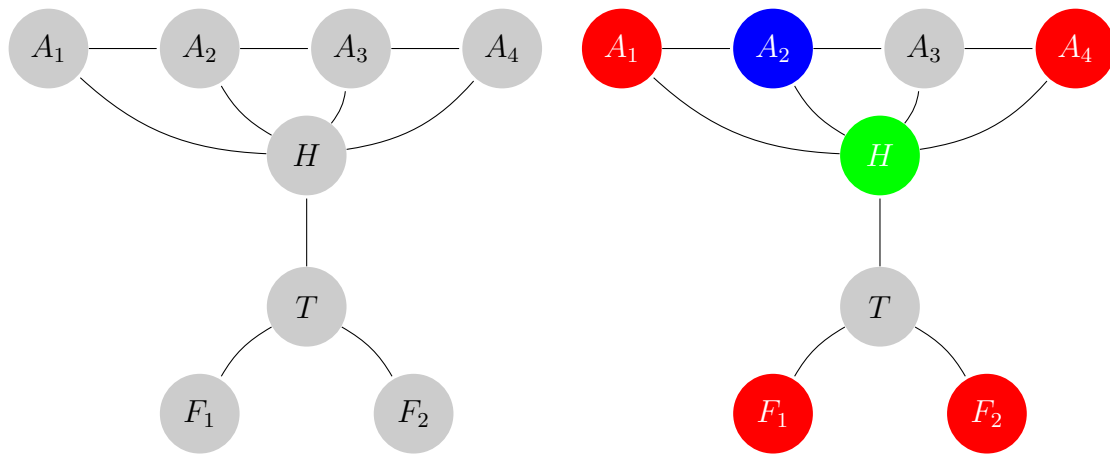 A₁ A₂ A₃ A₄ A₁ A₂ A₃ A₄
H H
T T
F₁ F₂ F₁ F₂